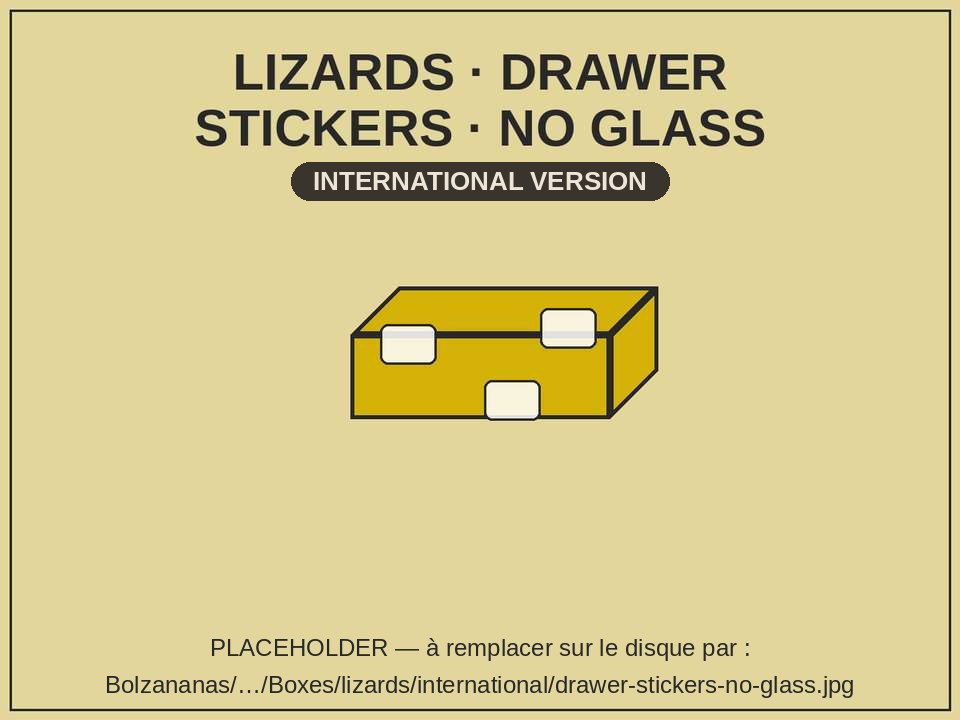 LIZARDS · DRAWER
STICKERS · NO GLASS
INTERNATIONAL VERSION
PLACEHOLDER — à remplacer sur le disque par :
Bolzananas/…/Boxes/lizards/international/drawer-stickers-no-glass.jpg